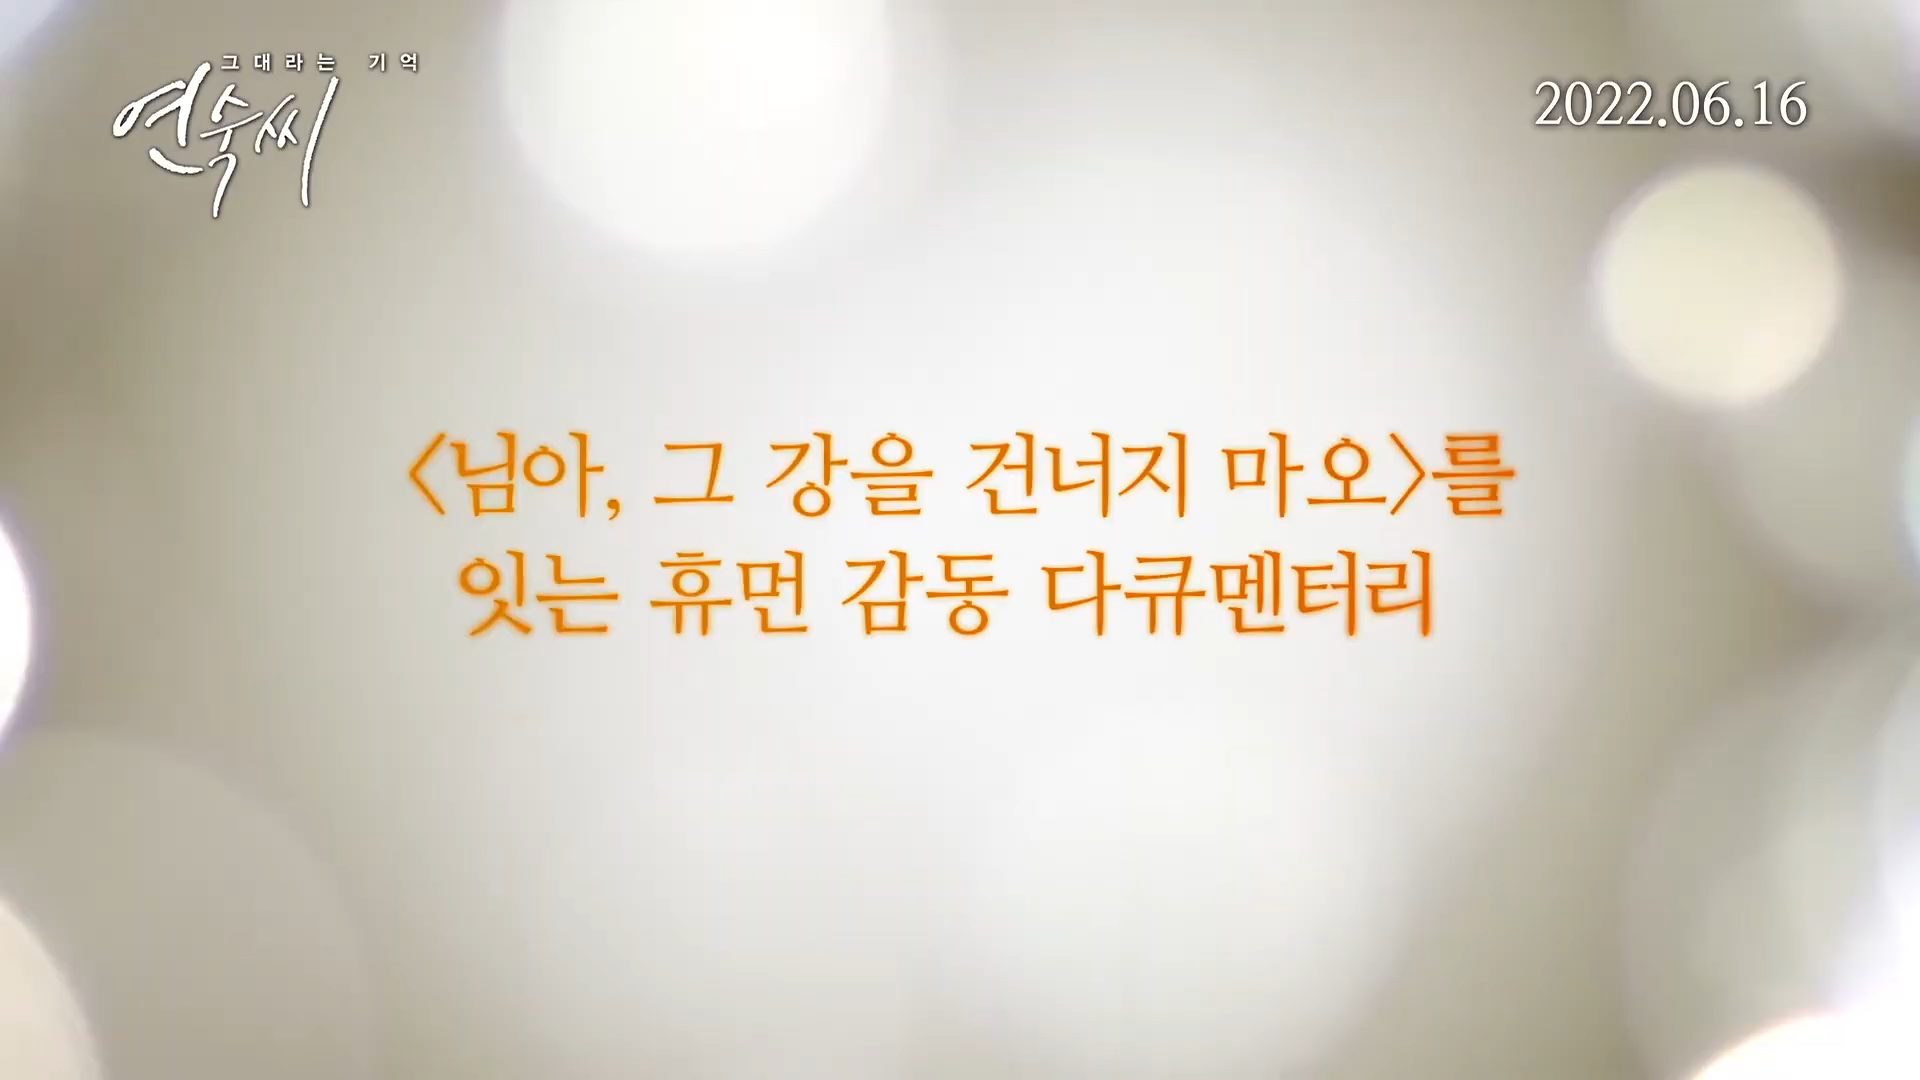 그대라는 기억
연숙씨
2022.06.16
<님아, 그 강을 건너지 마오>를
잇는 휴먼 감동 다큐멘터리